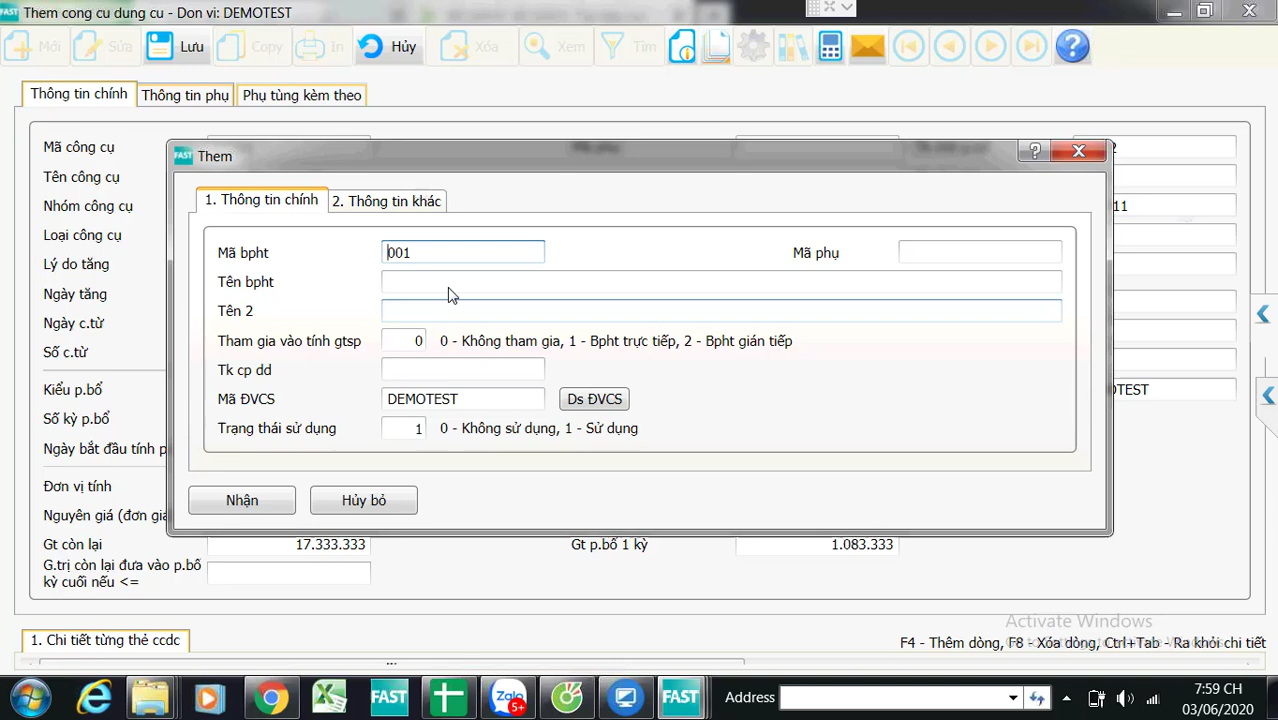 FAST Them cong cu dung cu - Don vi: DEMOTEST
Mới Sửa Lưu Copy In Hủy Xóa Xem Tìm
Thông tin chính Thông tin phụ Phụ tùng kèm theo
Mã công cụ 2
Tên công cụ
Nhóm công cụ 11
Loại công cụ
Lý do tăng
Ngày tăng
Ngày c.từ
Số c.từ
Kiểu p.bổ OTEST
Số kỳ p.bổ
Ngày bắt đầu tính p
Đơn vị tính
Nguyên giá (đơn giá
Gt còn lại 17.333.333 Gt p.bổ 1 kỳ 1.083.333
G.trị còn lại đưa vào p.bổ
kỳ cuối nếu <=
FAST Them ?
1. Thông tin chính 2. Thông tin khác
Mã bpht 001 Mã phụ
Tên bpht
Tên 2
Tham gia vào tính gtsp 0 0 - Không tham gia, 1 - Bpht trực tiếp, 2 - Bpht gián tiếp
Tk cp dd
Mã ĐVCS DEMOTEST Ds ĐVCS
Trạng thái sử dụng 1 0 - Không sử dụng, 1 - Sử dụng
Nhận Hủy bỏ
Activate Windows
1. Chi tiết từng thẻ ccdc F4 - Thêm dòng, F8 - Xóa dòng, Ctrl+Tab - Ra khỏi chi tiết
FAST Zalo 5+ FAST Address 7:59 CH
03/06/2020